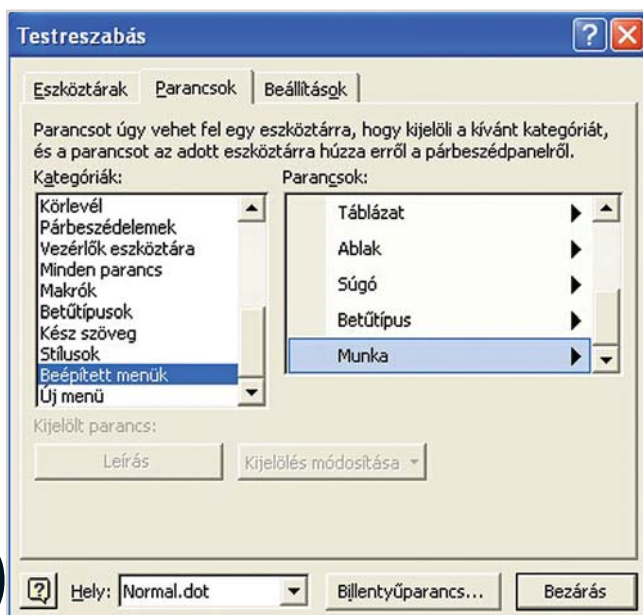 Testreszabás
Eszköztárak Parancsok Beállítások
Parancsot úgy vehet fel egy eszköztárra, hogy kijelöli a kívánt kategóriát,
és a parancsot az adott eszköztárra húzza erről a párbeszédpanelről.
Kategóriák:
Körlevél
Párbeszédelemek
Vezérlők eszköztára
Minden parancs
Makrók
Betűtípusok
Kész szöveg
Stílusok
Beépített menük
Új menü
Parancsok:
Táblázat
Ablak
Súgó
Betűtípus
Munka
Kijelölt parancs:
Leírás Kijelölés módosítása
Hely: Normal.dot Billentyűparancs... Bezárás